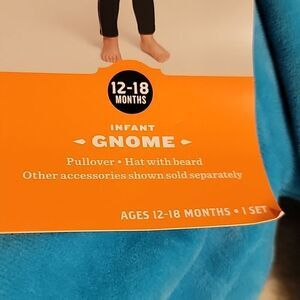 12-18
MONTHS
INFANT
GNOME
Pullover • Hat with beard
Other accessories shown sold separately
AGES 12-18 MONTHS • 1 SET